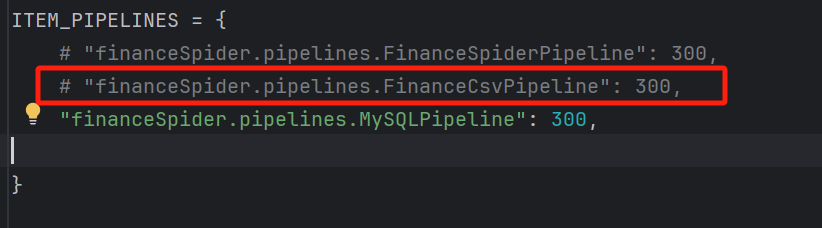 ITEM_PIPELINES = {
# "financeSpider.pipelines.FinanceSpiderPipeline": 300,
# "financeSpider.pipelines.FinanceCsvPipeline": 300,
"financeSpider.pipelines.MySQLPipeline": 300,
}